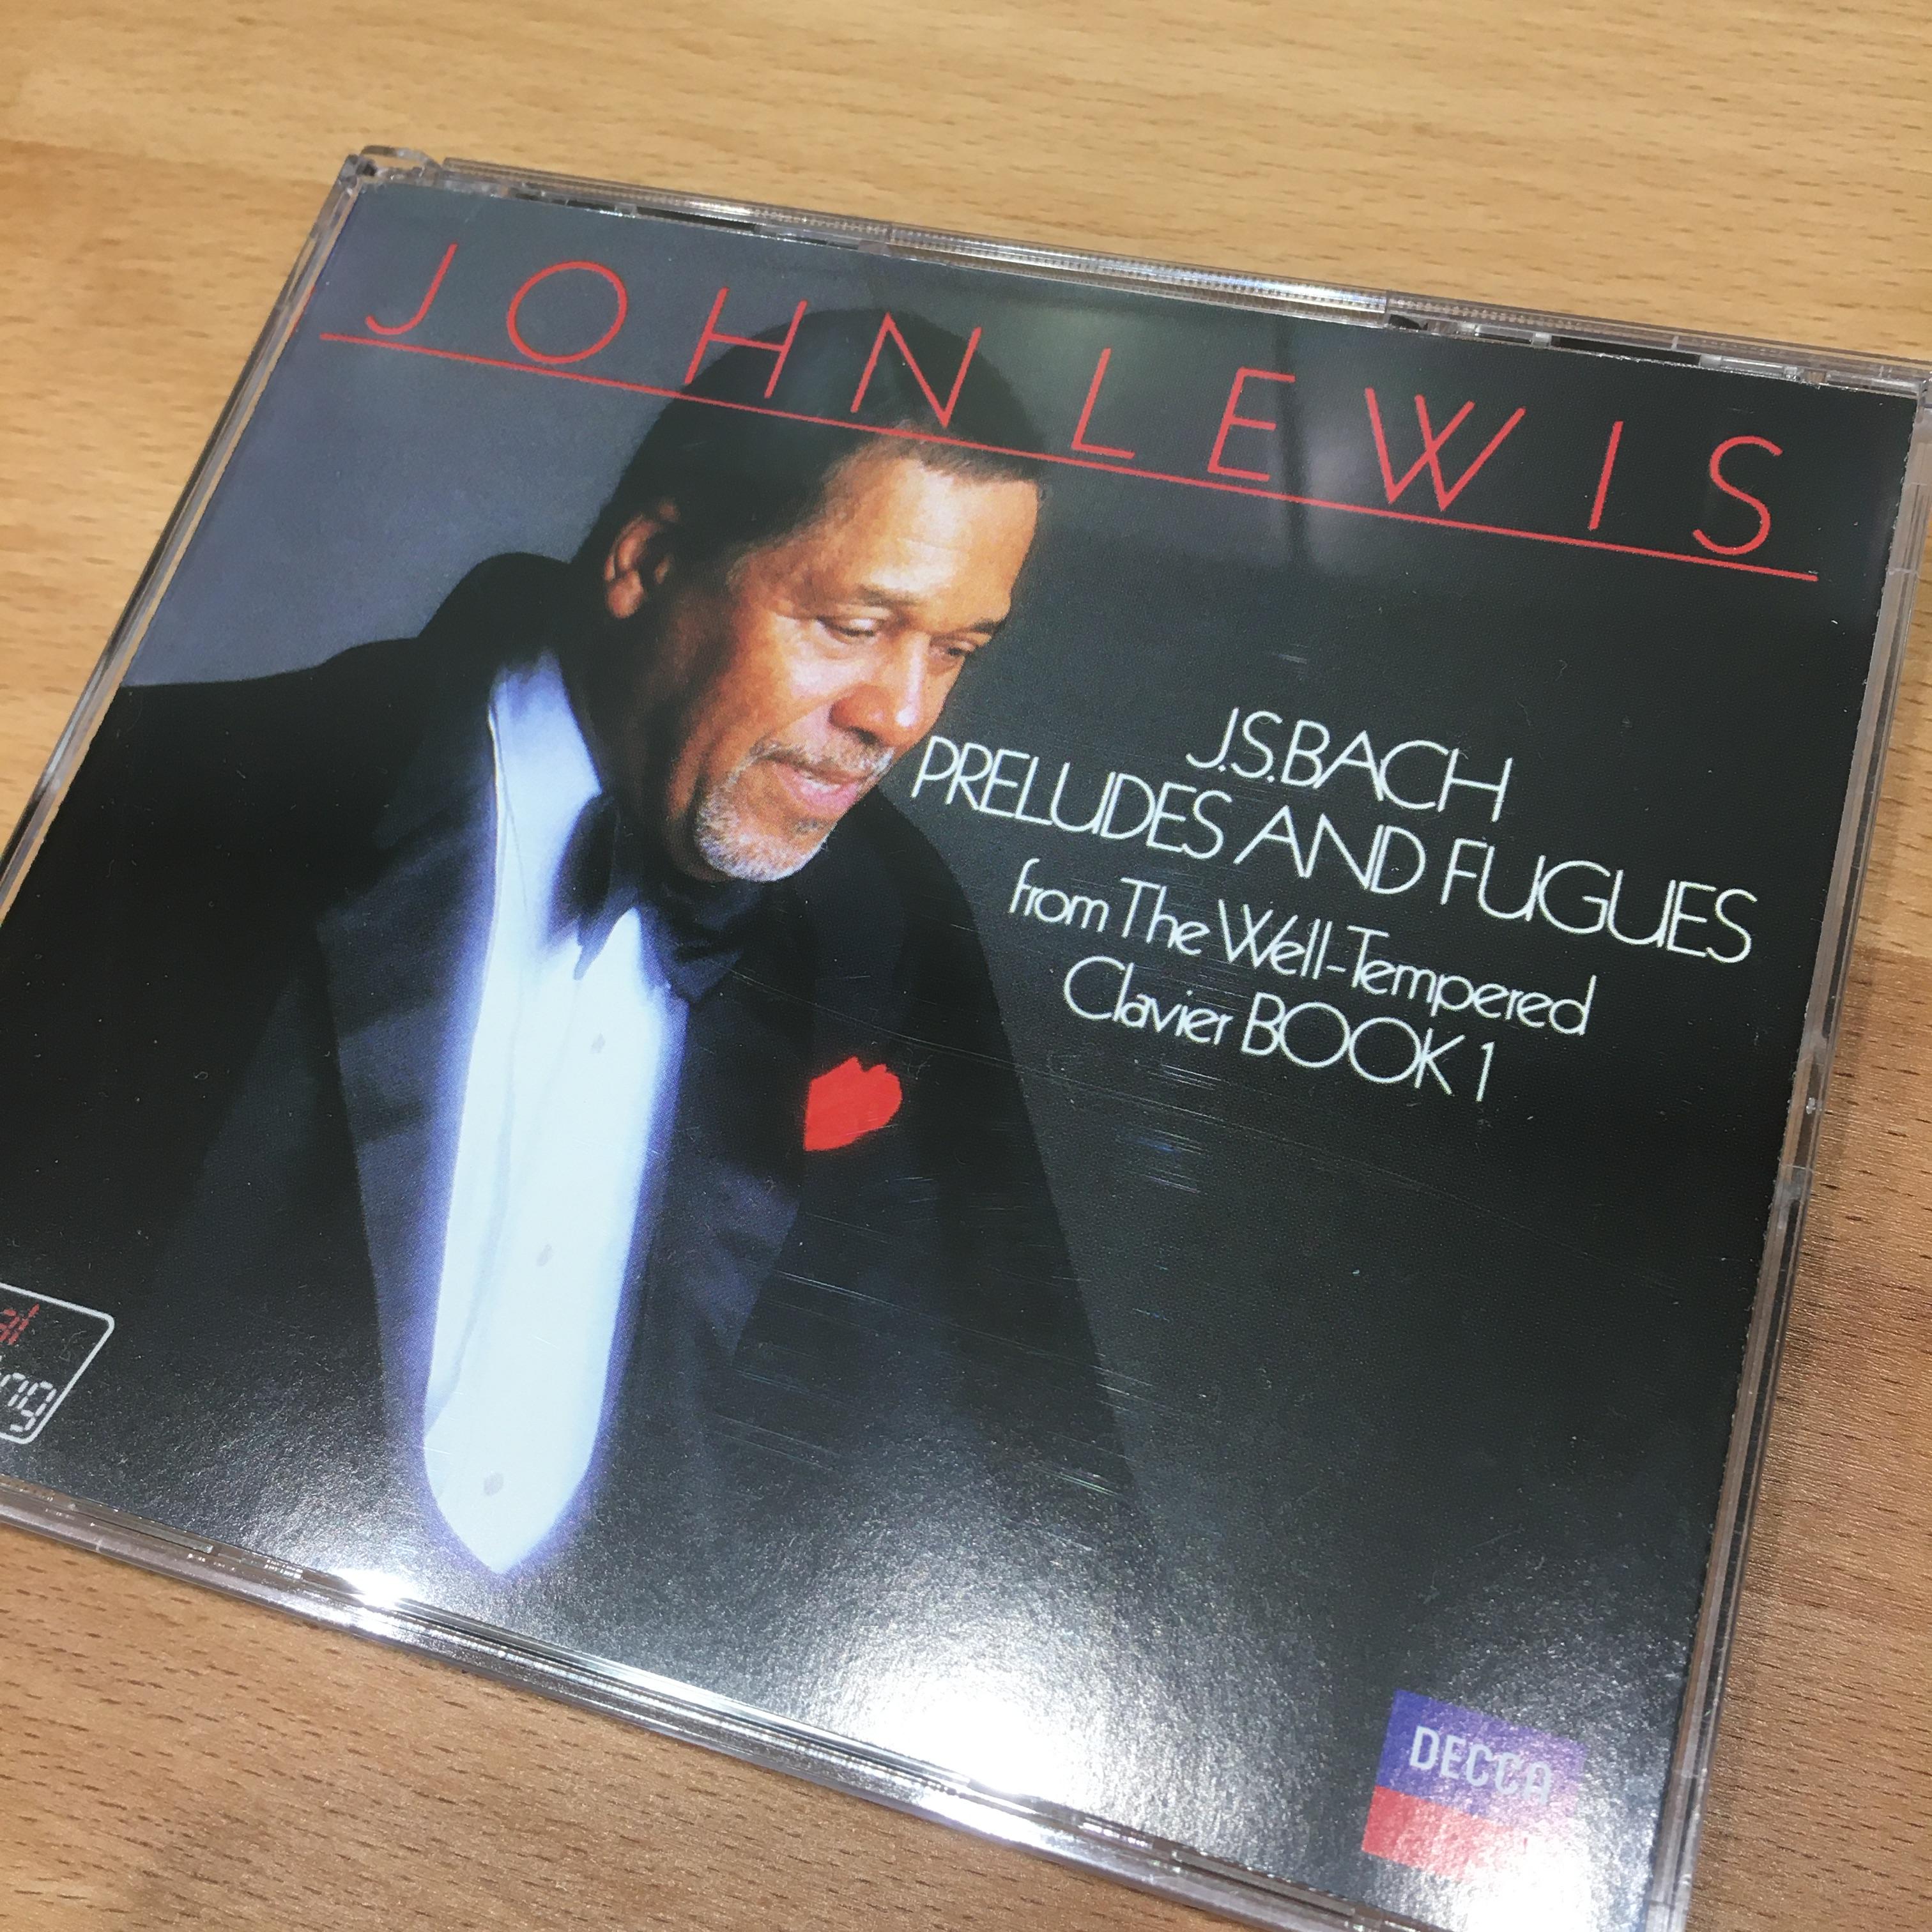 JOHN LEWIS
J.S.BACH
PRELUDES AND FUGUES
from The Well-Tempered
Clavier BOOK 1
DECCA